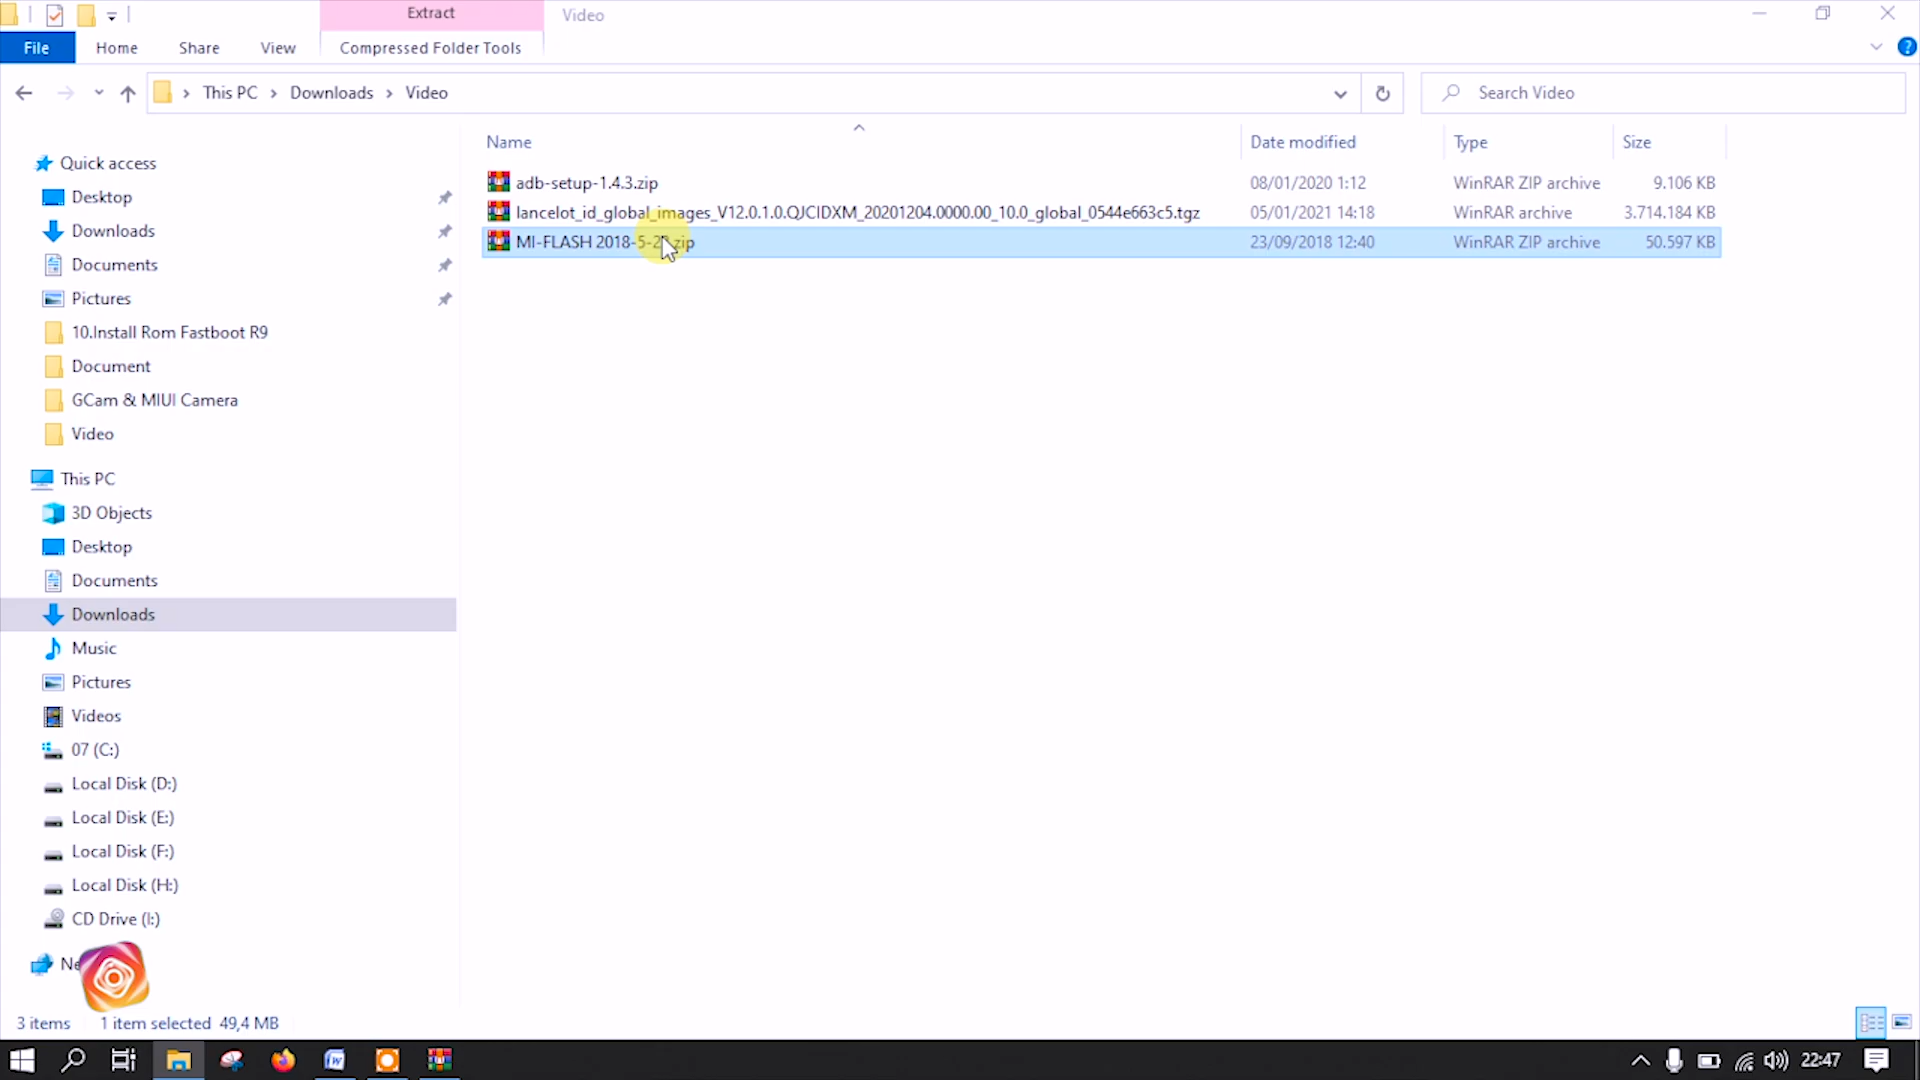 Extract
Video
File
Home
Share
View
Compressed Folder Tools
This PC
Downloads
Video
Search Video
Name
Date modified
Type
Size
adb-setup-1.4.3.zip
08/01/2020 1:12
WinRAR ZIP archive
9.106 KB
lancelot_id_global_images_V12.0.1.0.QJCIDXM_20201204.0000.00_10.0_global_0544e663c5.tgz
05/01/2021 14:18
WinRAR archive
3.714.184 KB
MI-FLASH
23/09/2018 12:40
WinRAR ZIP archive
50.597 KB
Quick access
Desktop
Downloads
Documents
Pictures
10.Install Rom Fastboot R9
Document
GCam & MIUI Camera
Video
This PC
3D Objects
Desktop
Documents
Downloads
Music
Pictures
Videos
07 (C:)
Local Disk (D:)
Local Disk (E:)
Local Disk (F:)
Local Disk (H:)
CD Drive (I:)
3 items
1 item selected 49,4 MB
22:47